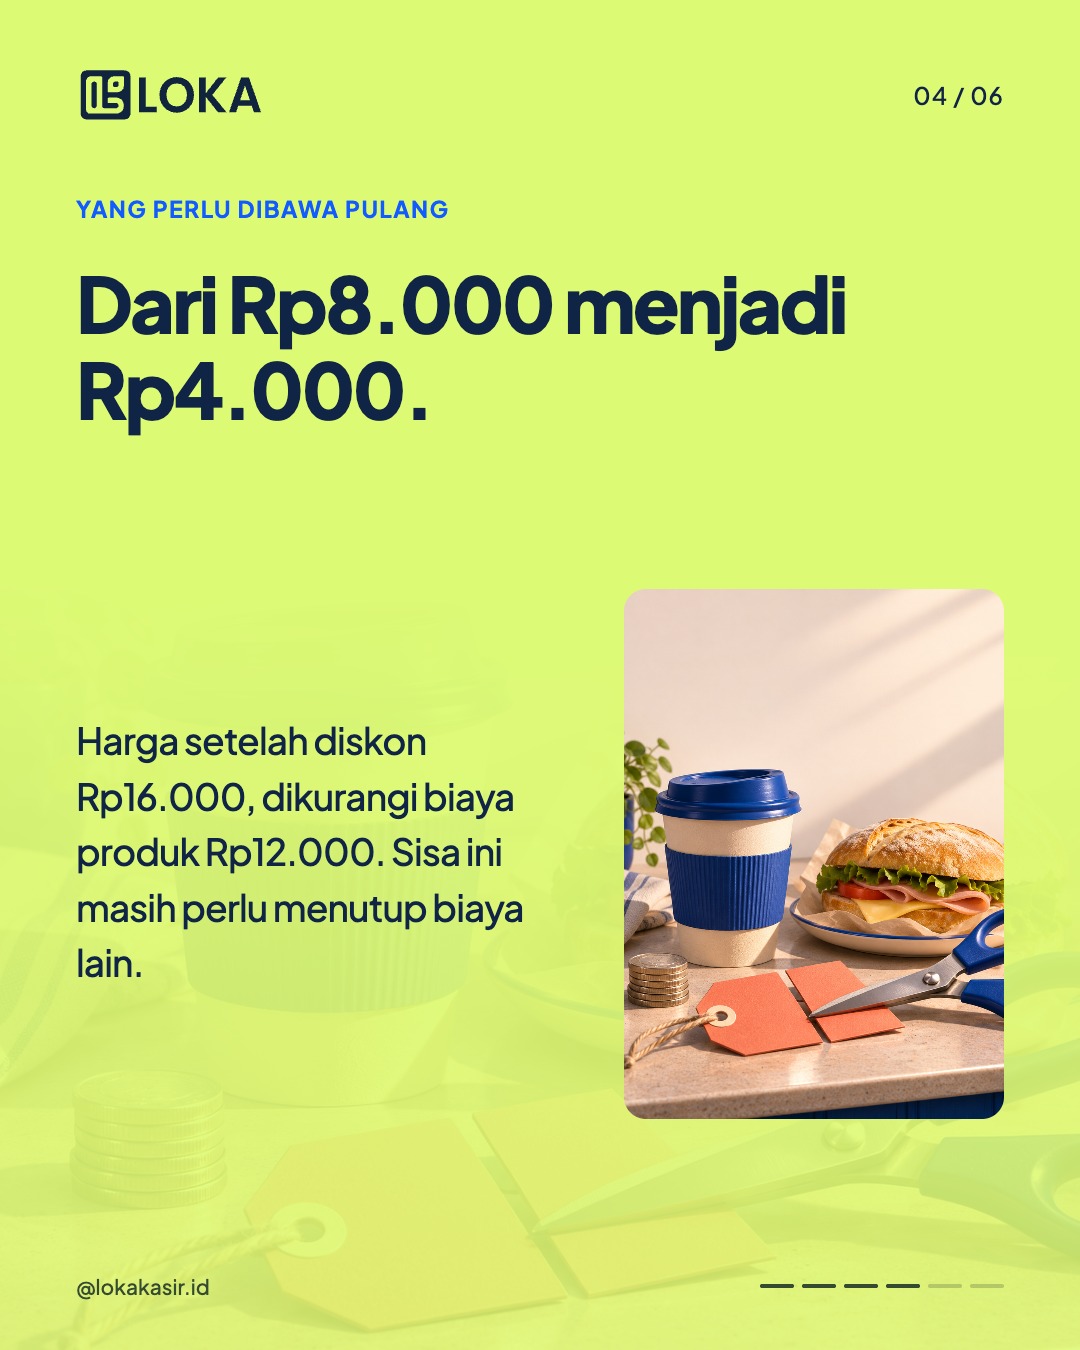 LOKA
04 / 06
YANG PERLU DIBAWA PULANG
Dari Rp8.000 menjadi
Rp4.000.
Harga setelah diskon
Rp16.000, dikurangi biaya
produk Rp12.000. Sisa ini
masih perlu menutup biaya
lain.
@lokakasir.id